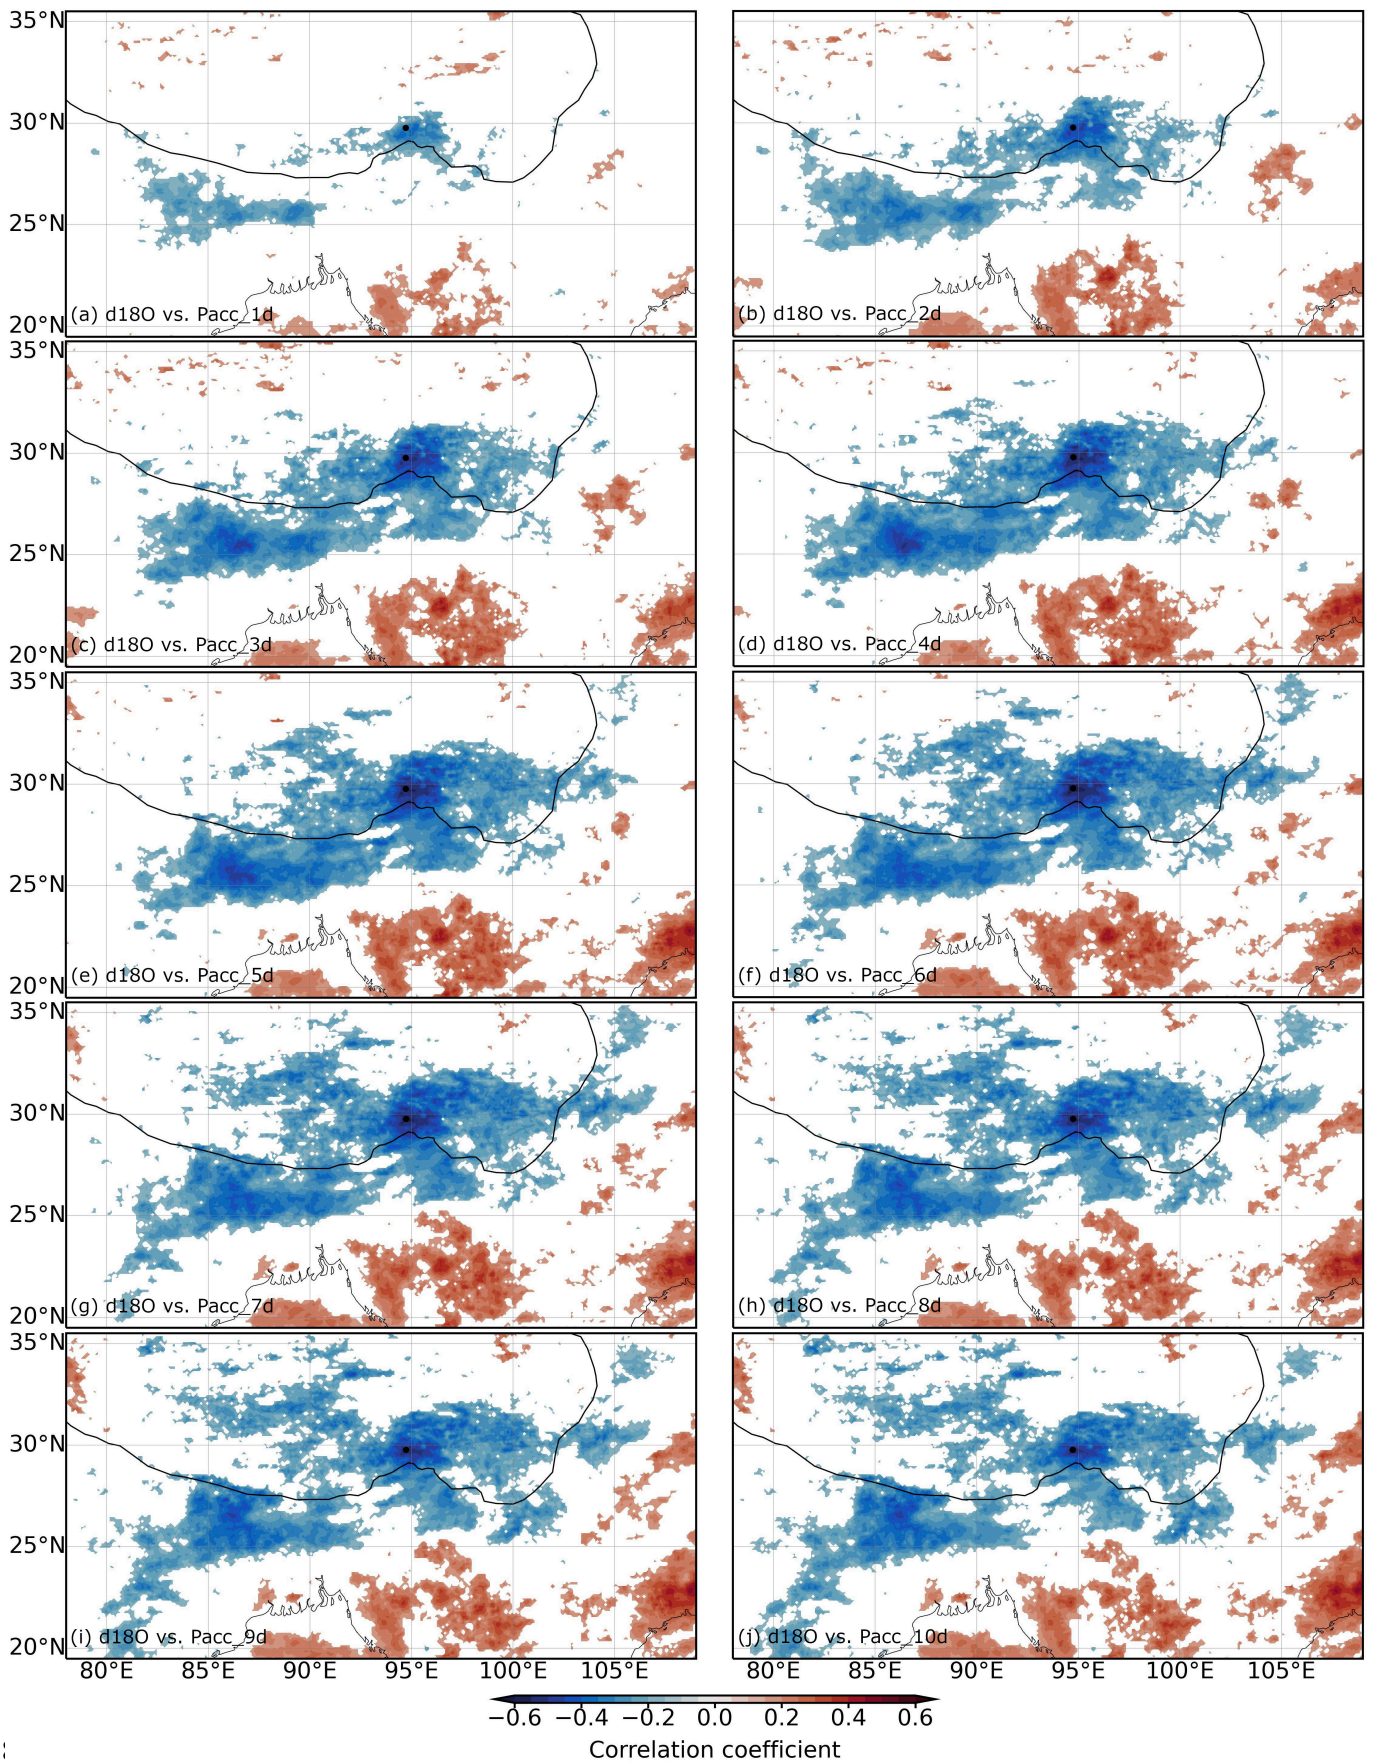 35°N
30°N
25°N
20°N
(a) d18O vs. Pacc_1d
(b) d18O vs. Pacc_2d
35°N
30°N
25°N
20°N
(c) d18O vs. Pacc_3d
(d) d18O vs. Pacc_4d
35°N
30°N
25°N
20°N
(e) d18O vs. Pacc_5d
(f) d18O vs. Pacc_6d
35°N
30°N
25°N
20°N
(g) d18O vs. Pacc_7d
(h) d18O vs. Pacc_8d
35°N
30°N
25°N
20°N
(i) d18O vs. Pacc_9d
(j) d18O vs. Pacc_10d
80°E 85°E 90°E 95°E 100°E 105°E
80°E 85°E 90°E 95°E 100°E 105°E
−0.6 −0.4 −0.2 0.0 0.2 0.4 0.6
Correlation coefficient